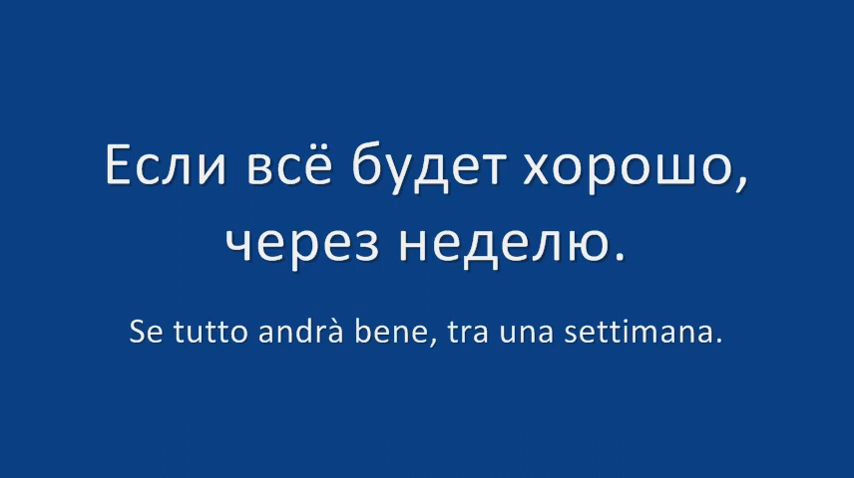 Если всё будет хорошо,
через неделю.
Se tutto andrà bene, tra una settimana.